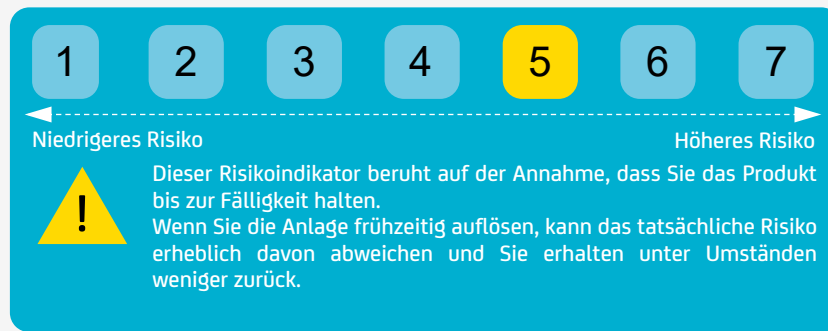 1 2 3 4 5 6 7
Niedrigeres Risiko Höheres Risiko
! Dieser Risikoindikator beruht auf der Annahme, dass Sie das Produkt
bis zur Fälligkeit halten.
Wenn Sie die Anlage frühzeitig auflösen, kann das tatsächliche Risiko
erheblich davon abweichen und Sie erhalten unter Umständen
weniger zurück.